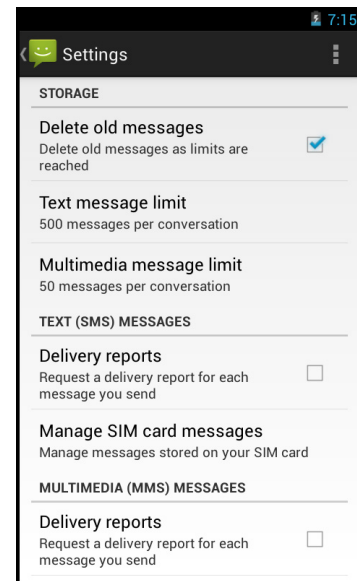 7:15
Settings
STORAGE
Delete old messages
Delete old messages as limits are
reached
Text message limit
500 messages per conversation
Multimedia message limit
50 messages per conversation
TEXT (SMS) MESSAGES
Delivery reports
Request a delivery report for each
message you send
Manage SIM card messages
Manage messages stored on your SIM card
MULTIMEDIA (MMS) MESSAGES
Delivery reports
Request a delivery report for each
message you send